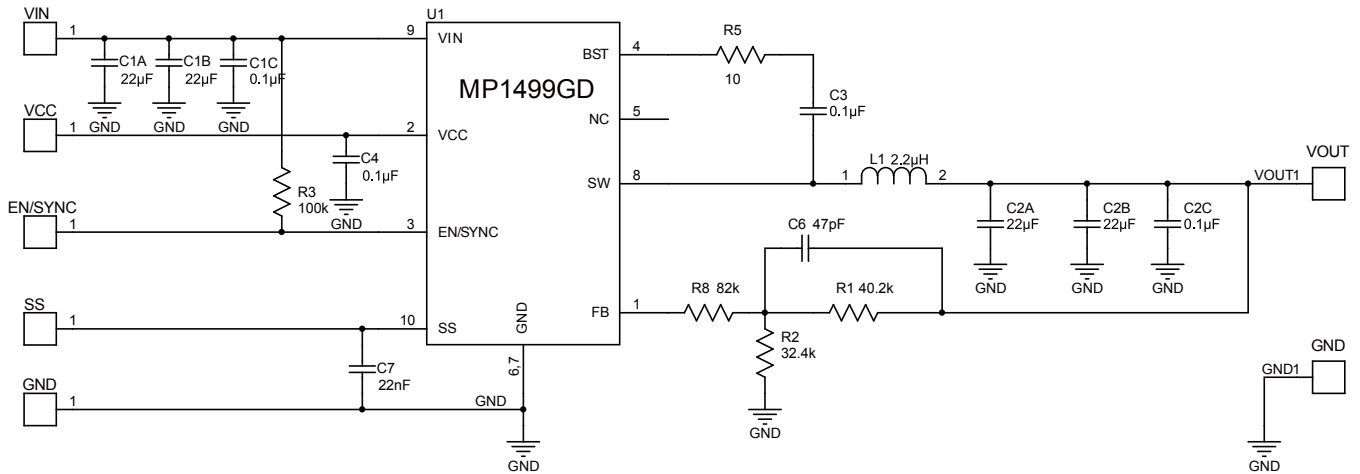 VIN
1
C1A
22µF
GND
C1B
22µF
GND
C1C
0.1µF
GND
VCC
1
C4
0.1µF
GND
R3
100k
EN/SYNC
1
SS
1
C7
22nF
GND
1
GND
GND
U1
MP1499GD
9
VIN
2
VCC
3
EN/SYNC
10
SS
GND
6,7
BST
4
NC
5
SW
8
FB
1
R5
10
C3
0.1µF
L1 2.2µH
1
2
C6 47pF
R8 82k
R1 40.2k
R2
32.4k
GND
C2A
22µF
GND
C2B
22µF
GND
C2C
0.1µF
GND
VOUT
VOUT1
GND
GND1
GND